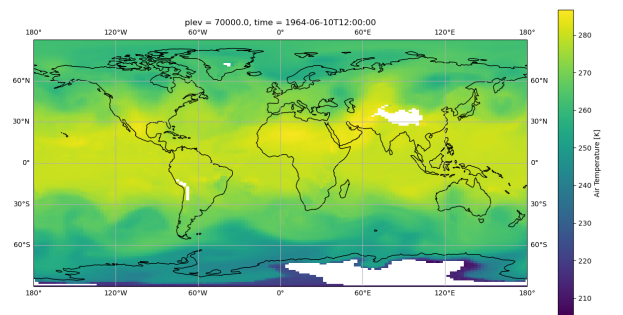 plev = 70000.0, time = 1964-06-10T12:00:00
180° 120°W 60°W 0° 60°E 120°E 180°
60°N 60°N
30°N 30°N
0° 0°
30°S 30°S
60°S 60°S
180° 120°W 60°W 0° 60°E 120°E 180°
280
270
260
250
240
230
220
210
Air Temperature [K]